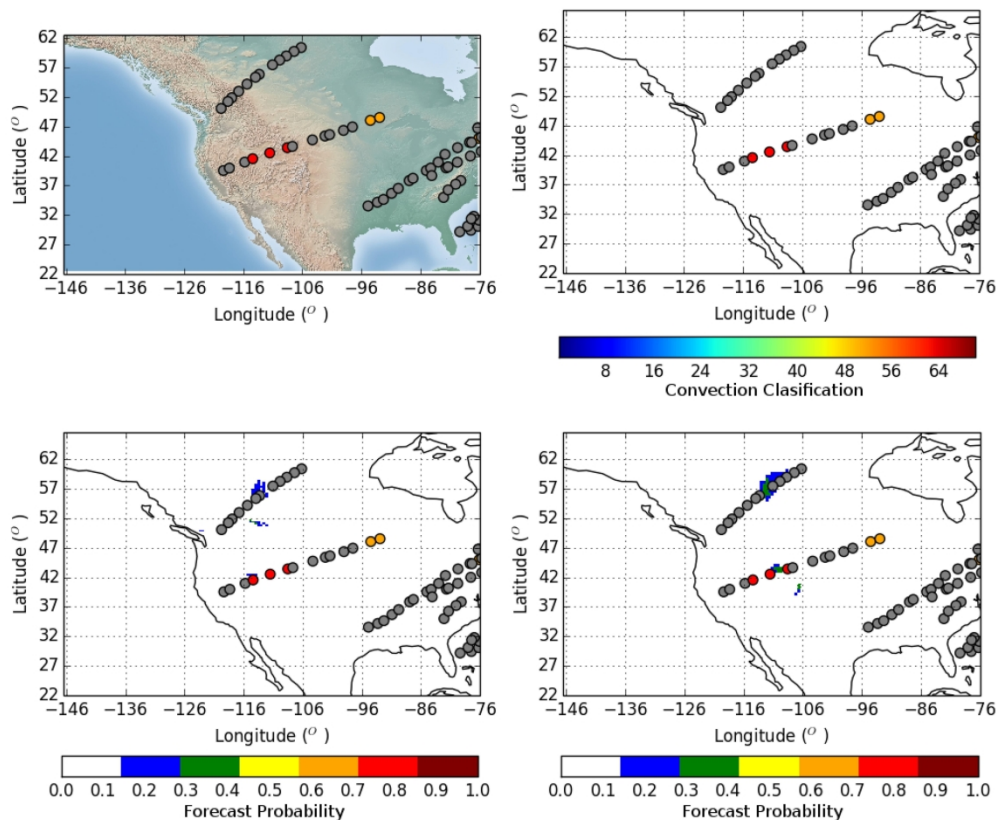 62
57
52
47
42
37
32
27
22
Latitude (o )
−146 −136 −126 −116 −106 −96 −86 −76
Longitude (o )
62
57
52
47
42
37
32
27
22
Latitude (o )
−146 −136 −126 −116 −106 −96 −86 −76
Longitude (o )
8 16 24 32 40 48 56 64
Convection Clasification
62
57
52
47
42
37
32
27
22
Latitude (o )
−146 −136 −126 −116 −106 −96 −86 −76
Longitude (o )
0.0 0.1 0.2 0.3 0.4 0.5 0.6 0.7 0.8 0.9 1.0
Forecast Probability
62
57
52
47
42
37
32
27
22
Latitude (o )
−146 −136 −126 −116 −106 −96 −86 −76
Longitude (o )
0.0 0.1 0.2 0.3 0.4 0.5 0.6 0.7 0.8 0.9 1.0
Forecast Probability